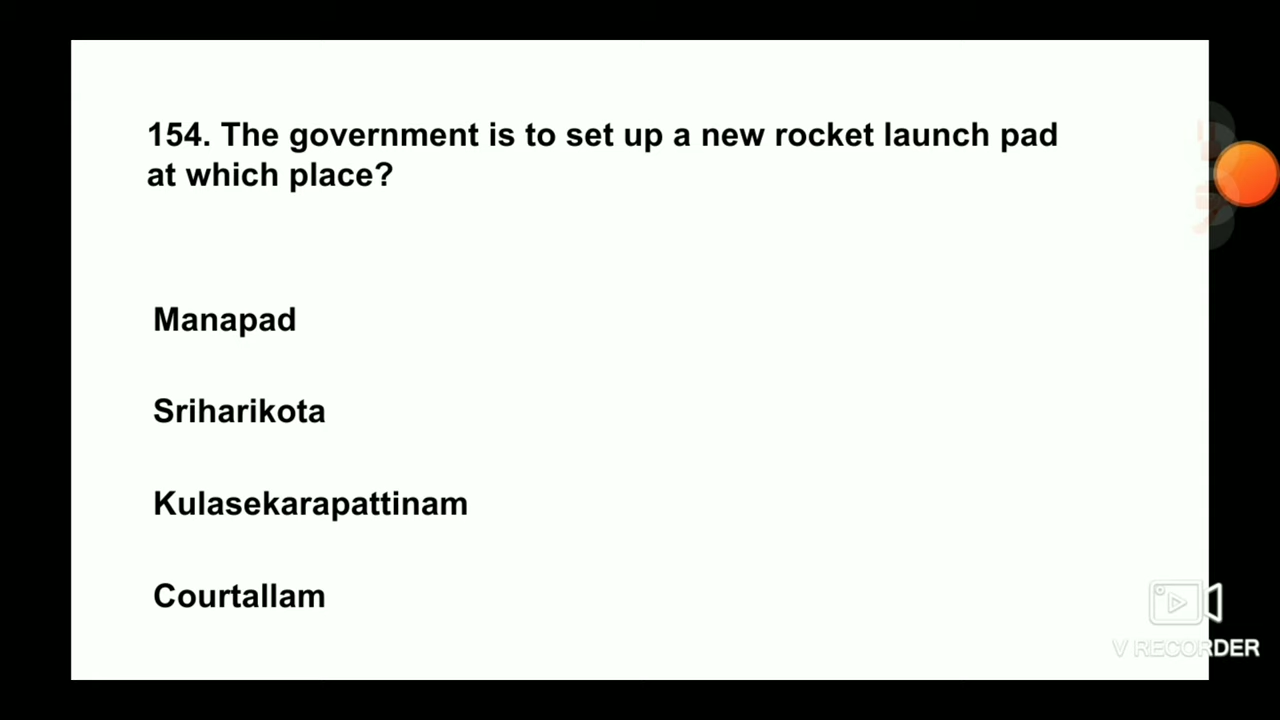 154. The government is to set up a new rocket launch pad
at which place?
Manapad
Sriharikota
Kulasekarapattinam
Courtallam
V RECORDER